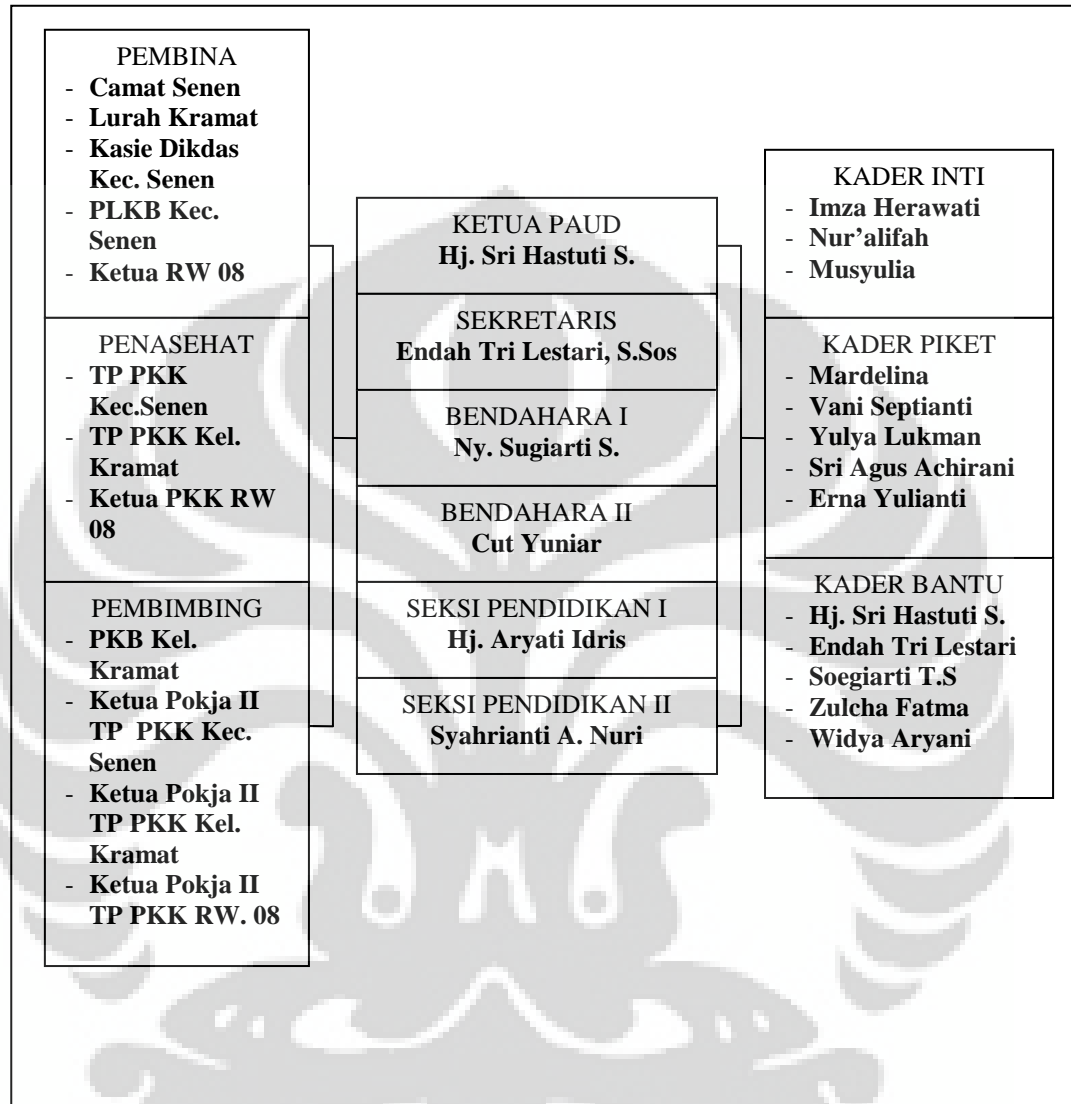 PEMBINA
- Camat Senen
- Lurah Kramat
- Kasie Dikdas
Kec. Senen
- PLKB Kec.
Senen
- Ketua RW 08
PENASEHAT
- TP PKK
Kec.Senen
- TP PKK Kel.
Kramat
- Ketua PKK RW
08
PEMBIMBING
- PKB Kel.
Kramat
- Ketua Pokja II
TP PKK Kec.
Senen
- Ketua Pokja II
TP PKK Kel.
Kramat
- Ketua Pokja II
TP PKK RW. 08
KETUA PAUD
Hj. Sri Hastuti S.
SEKRETARIS
Endah Tri Lestari, S.Sos
BENDAHARA I
Ny. Sugiarti S.
BENDAHARA II
Cut Yuniar
SEKSI PENDIDIKAN I
Hj. Aryati Idris
SEKSI PENDIDIKAN II
Syahrianti A. Nuri
KADER INTI
- Imza Herawati
- Nur’alifah
- Musyulia
KADER PIKET
- Mardelina
- Vani Septianti
- Yulya Lukman
- Sri Agus Achirani
- Erna Yulianti
KADER BANTU
- Hj. Sri Hastuti S.
- Endah Tri Lestari
- Soegiarti T.S
- Zulcha Fatma
- Widya Aryani